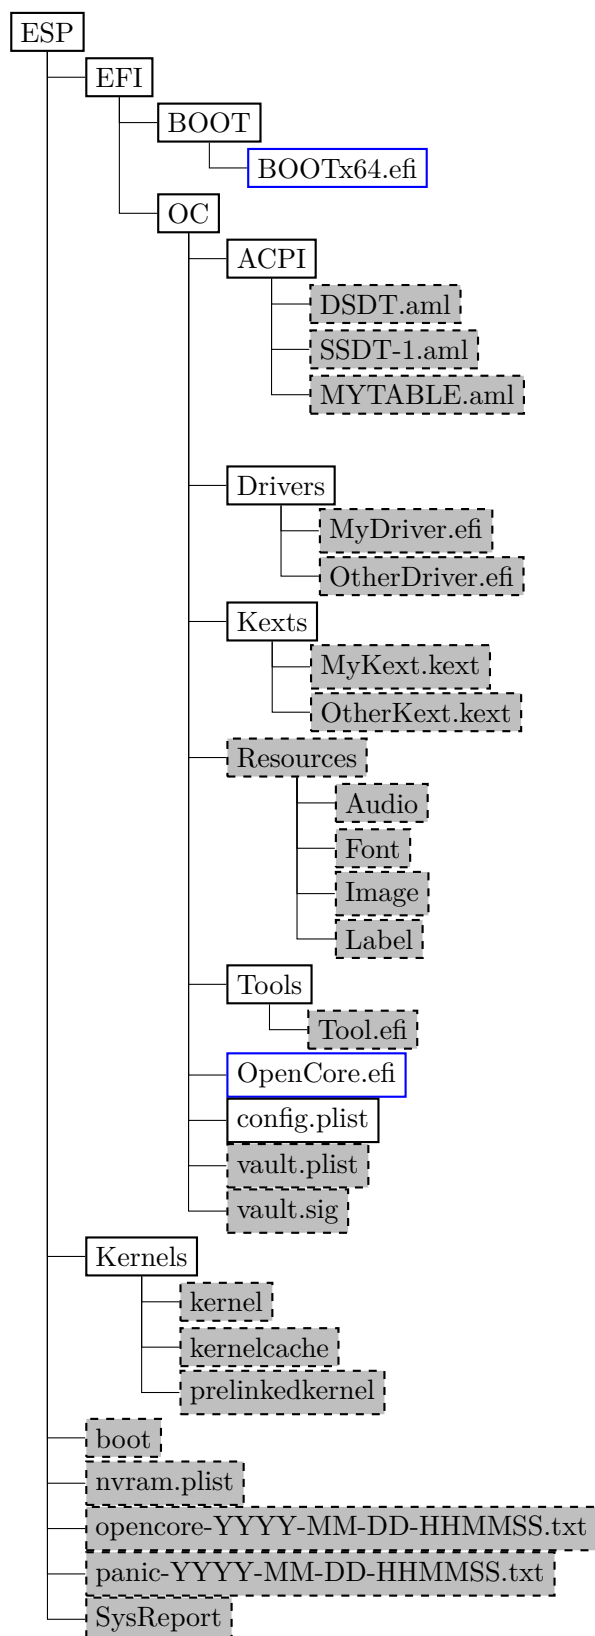 ESP
EFI
BOOT
BOOTx64.efi
OC
ACPI
DSDT.aml
SSDT-1.aml
MYTABLE.aml
Drivers
MyDriver.efi
OtherDriver.efi
Kexts
MyKext.kext
OtherKext.kext
Resources
Audio
Font
Image
Label
Tools
Tool.efi
OpenCore.efi
config.plist
vault.plist
vault.sig
Kernels
kernel
kernelcache
prelinkedkernel
boot
nvram.plist
opencore-YYYY-MM-DD-HHMMSS.txt
panic-YYYY-MM-DD-HHMMSS.txt
SysReport